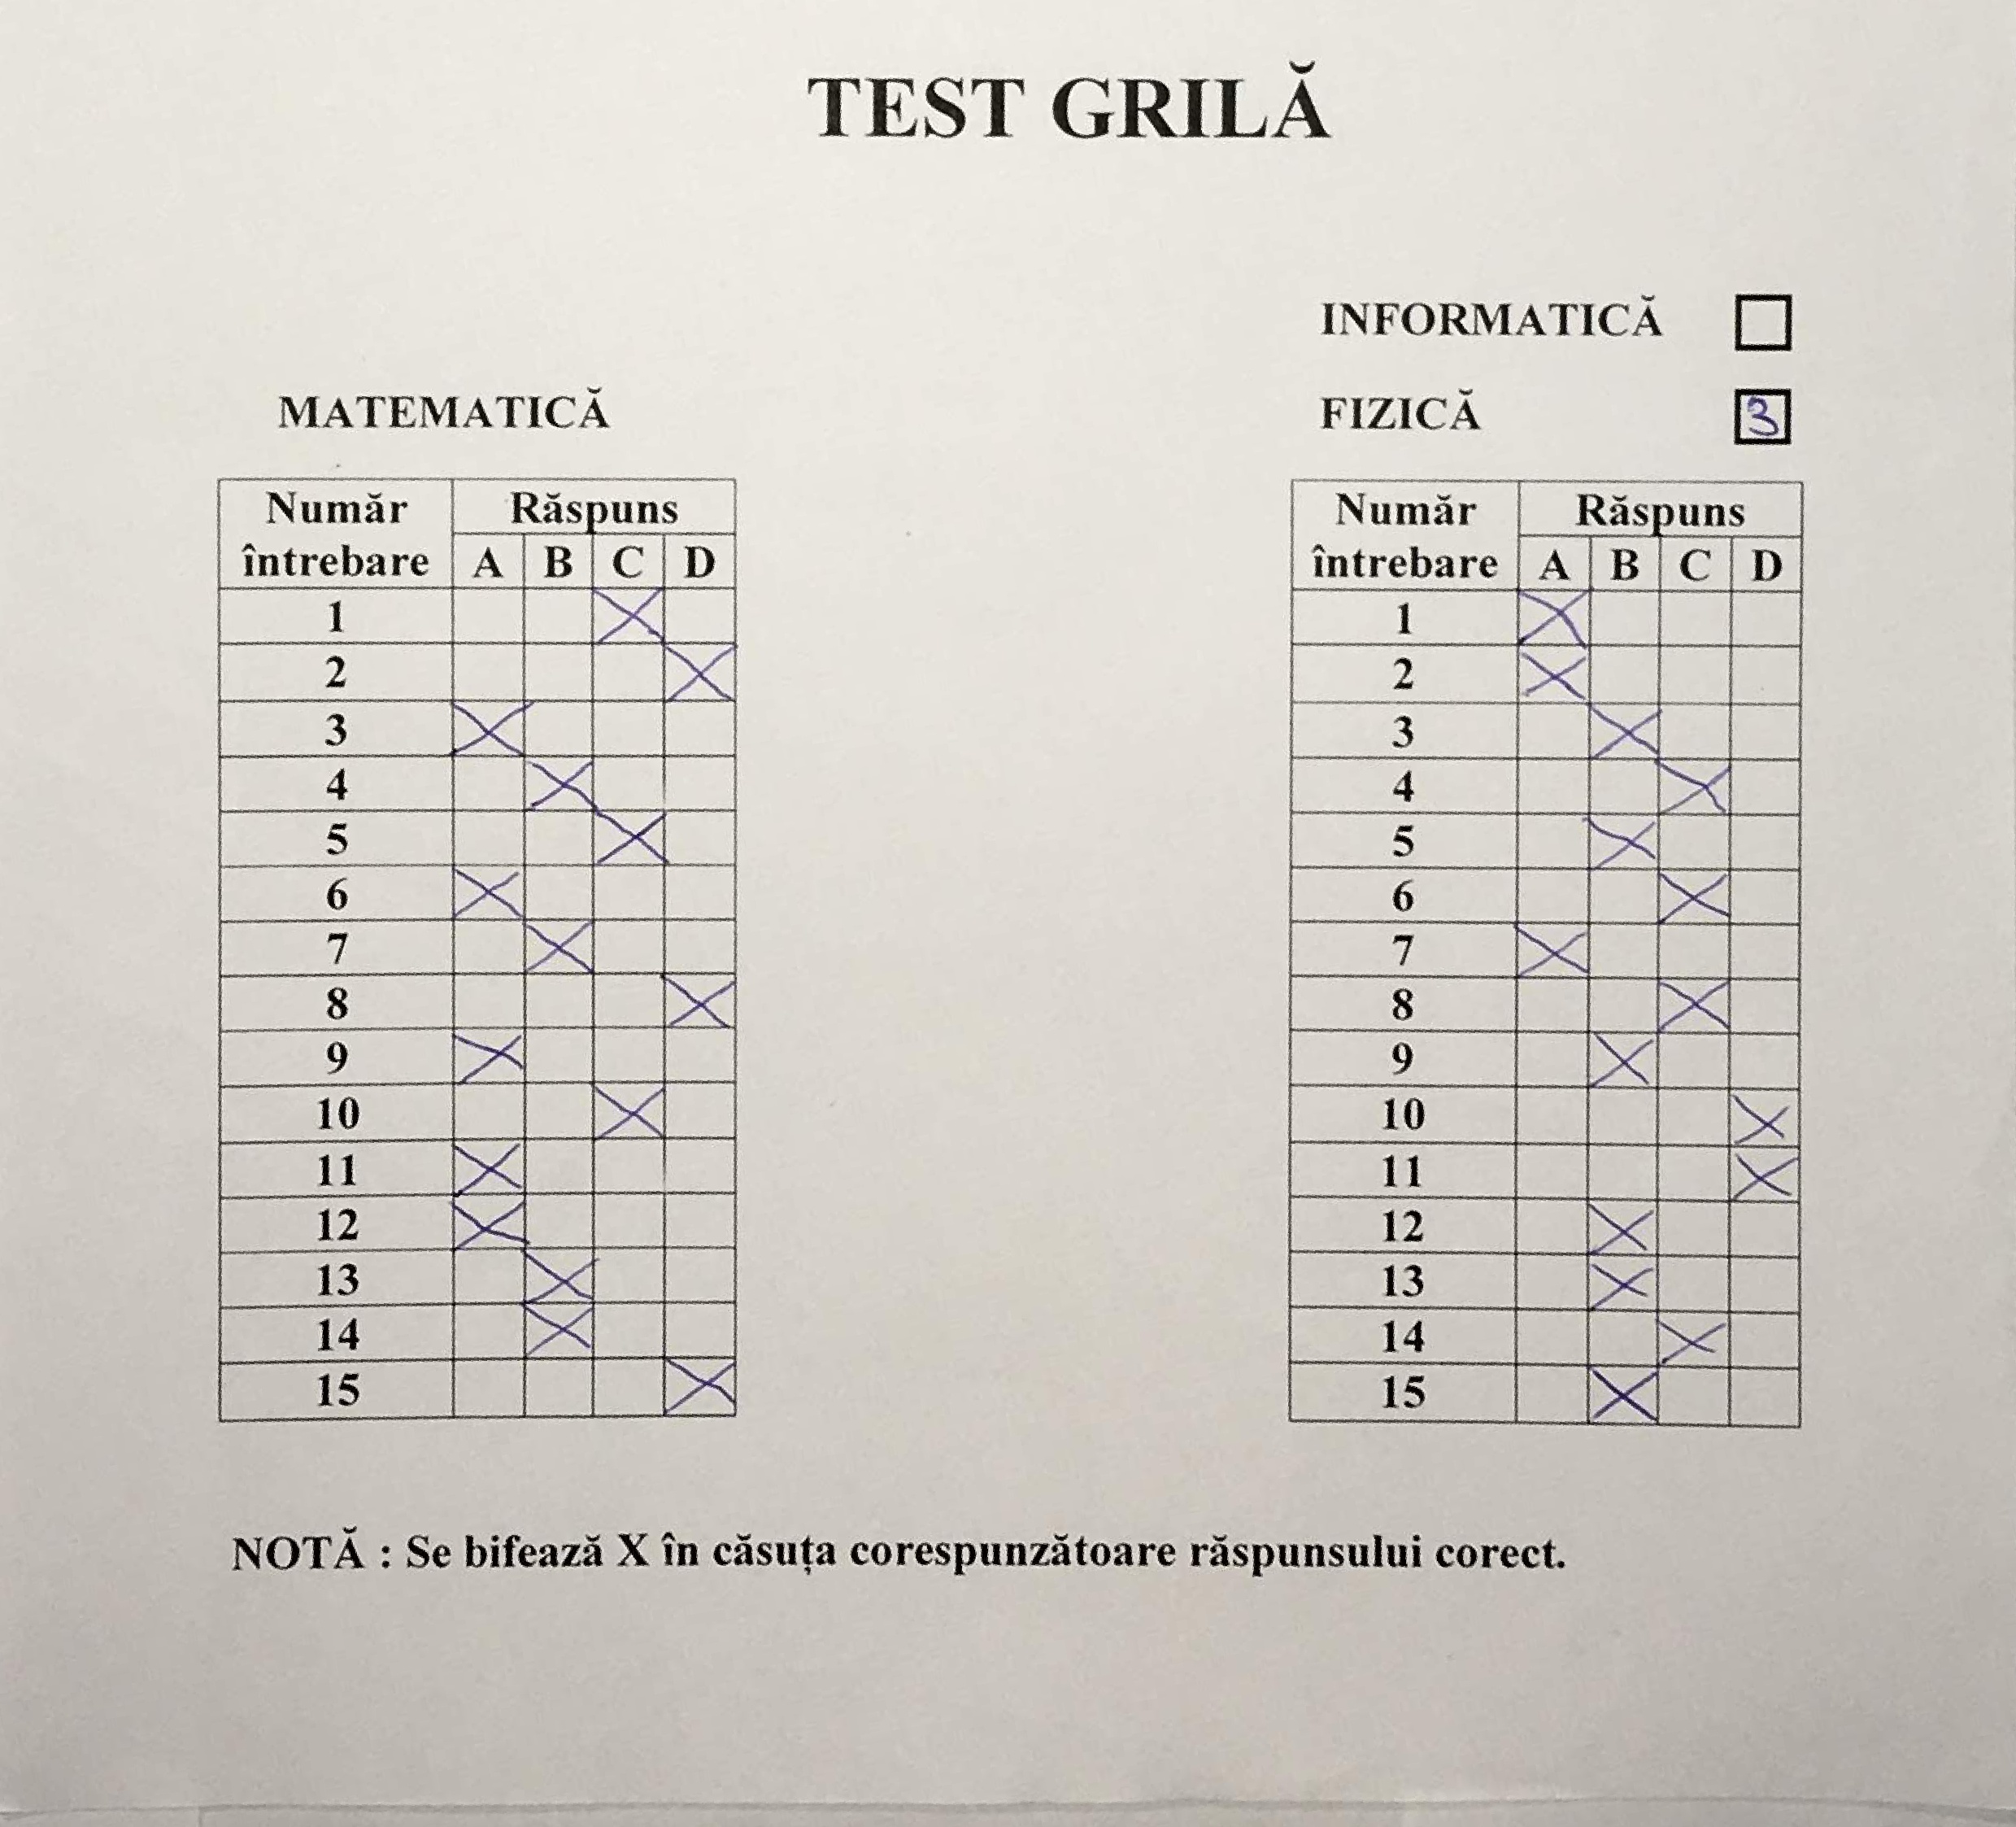 TEST GRILĂ
INFORMATICĂ
MATEMATICĂ
FIZICĂ 3
Număr întrebare Răspuns
A B C D
1 X
2 X
3 X
4 X
5 X
6 X
7 X
8 X
9 X
10 X
11 X
12 X
13 X
14 X
15 X
Număr întrebare Răspuns
A B C D
1 X
2 X
3 X
4 X
5 X
6 X
7 X
8 X
9 X
10 X
11 X
12 X
13 X
14 X
15 X
NOTĂ : Se bifează X în căsuța corespunzătoare răspunsului corect.